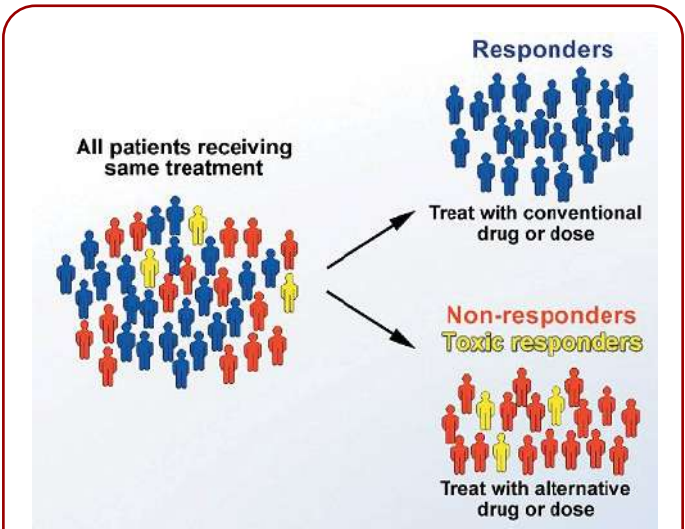 All patients receiving
same treatment
Responders
Treat with conventional
drug or dose
Non-responders
Toxic responders
Treat with alternative
drug or dose